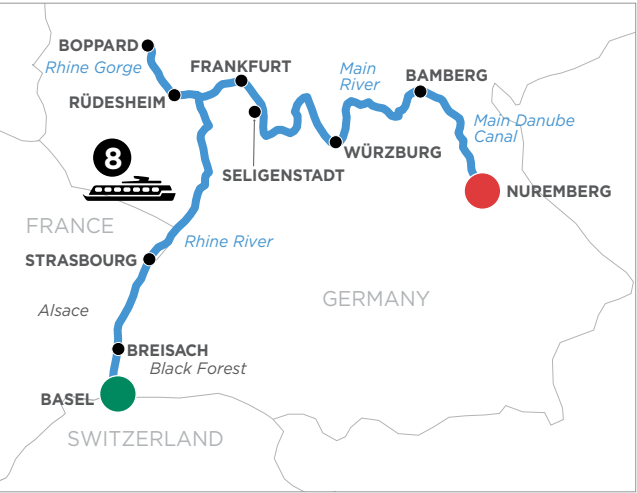 BOPPARD
Rhine Gorge
FRANKFURT
RÜDESHEIM
Main
River
BAMBERG
Main Danube
Canal
8
WÜRZBURG
SELIGENSTADT
NUREMBERG
FRANCE
Rhine River
STRASBOURG
GERMANY
Alsace
BREISACH
Black Forest
BASEL
SWITZERLAND